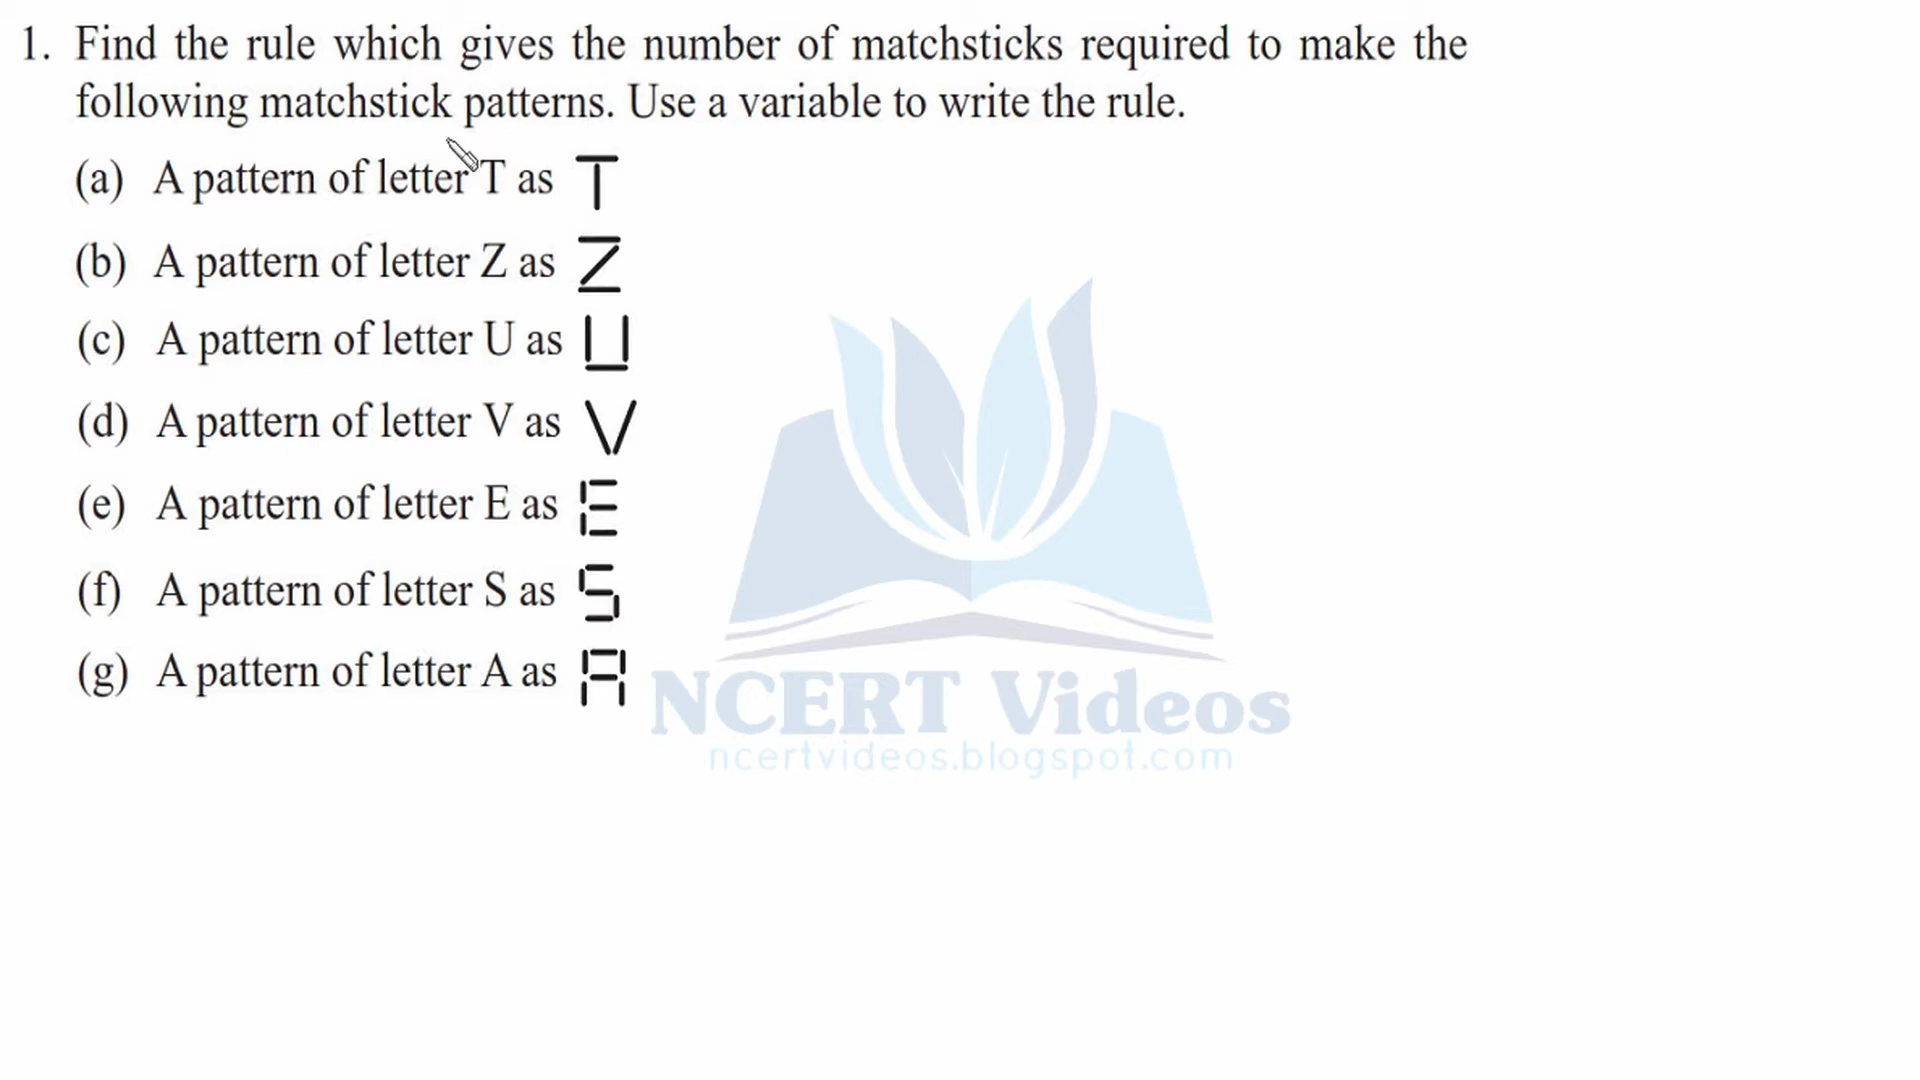 1. Find the rule which gives the number of matchsticks required to make the
following matchstick patterns. Use a variable to write the rule.
(a) A pattern of letter T as T
(b) A pattern of letter Z as Z
(c) A pattern of letter U as U
(d) A pattern of letter V as V
(e) A pattern of letter E as E
(f) A pattern of letter S as S
(g) A pattern of letter A as A
NCERT Videos
ncertvideos.blogspot.com